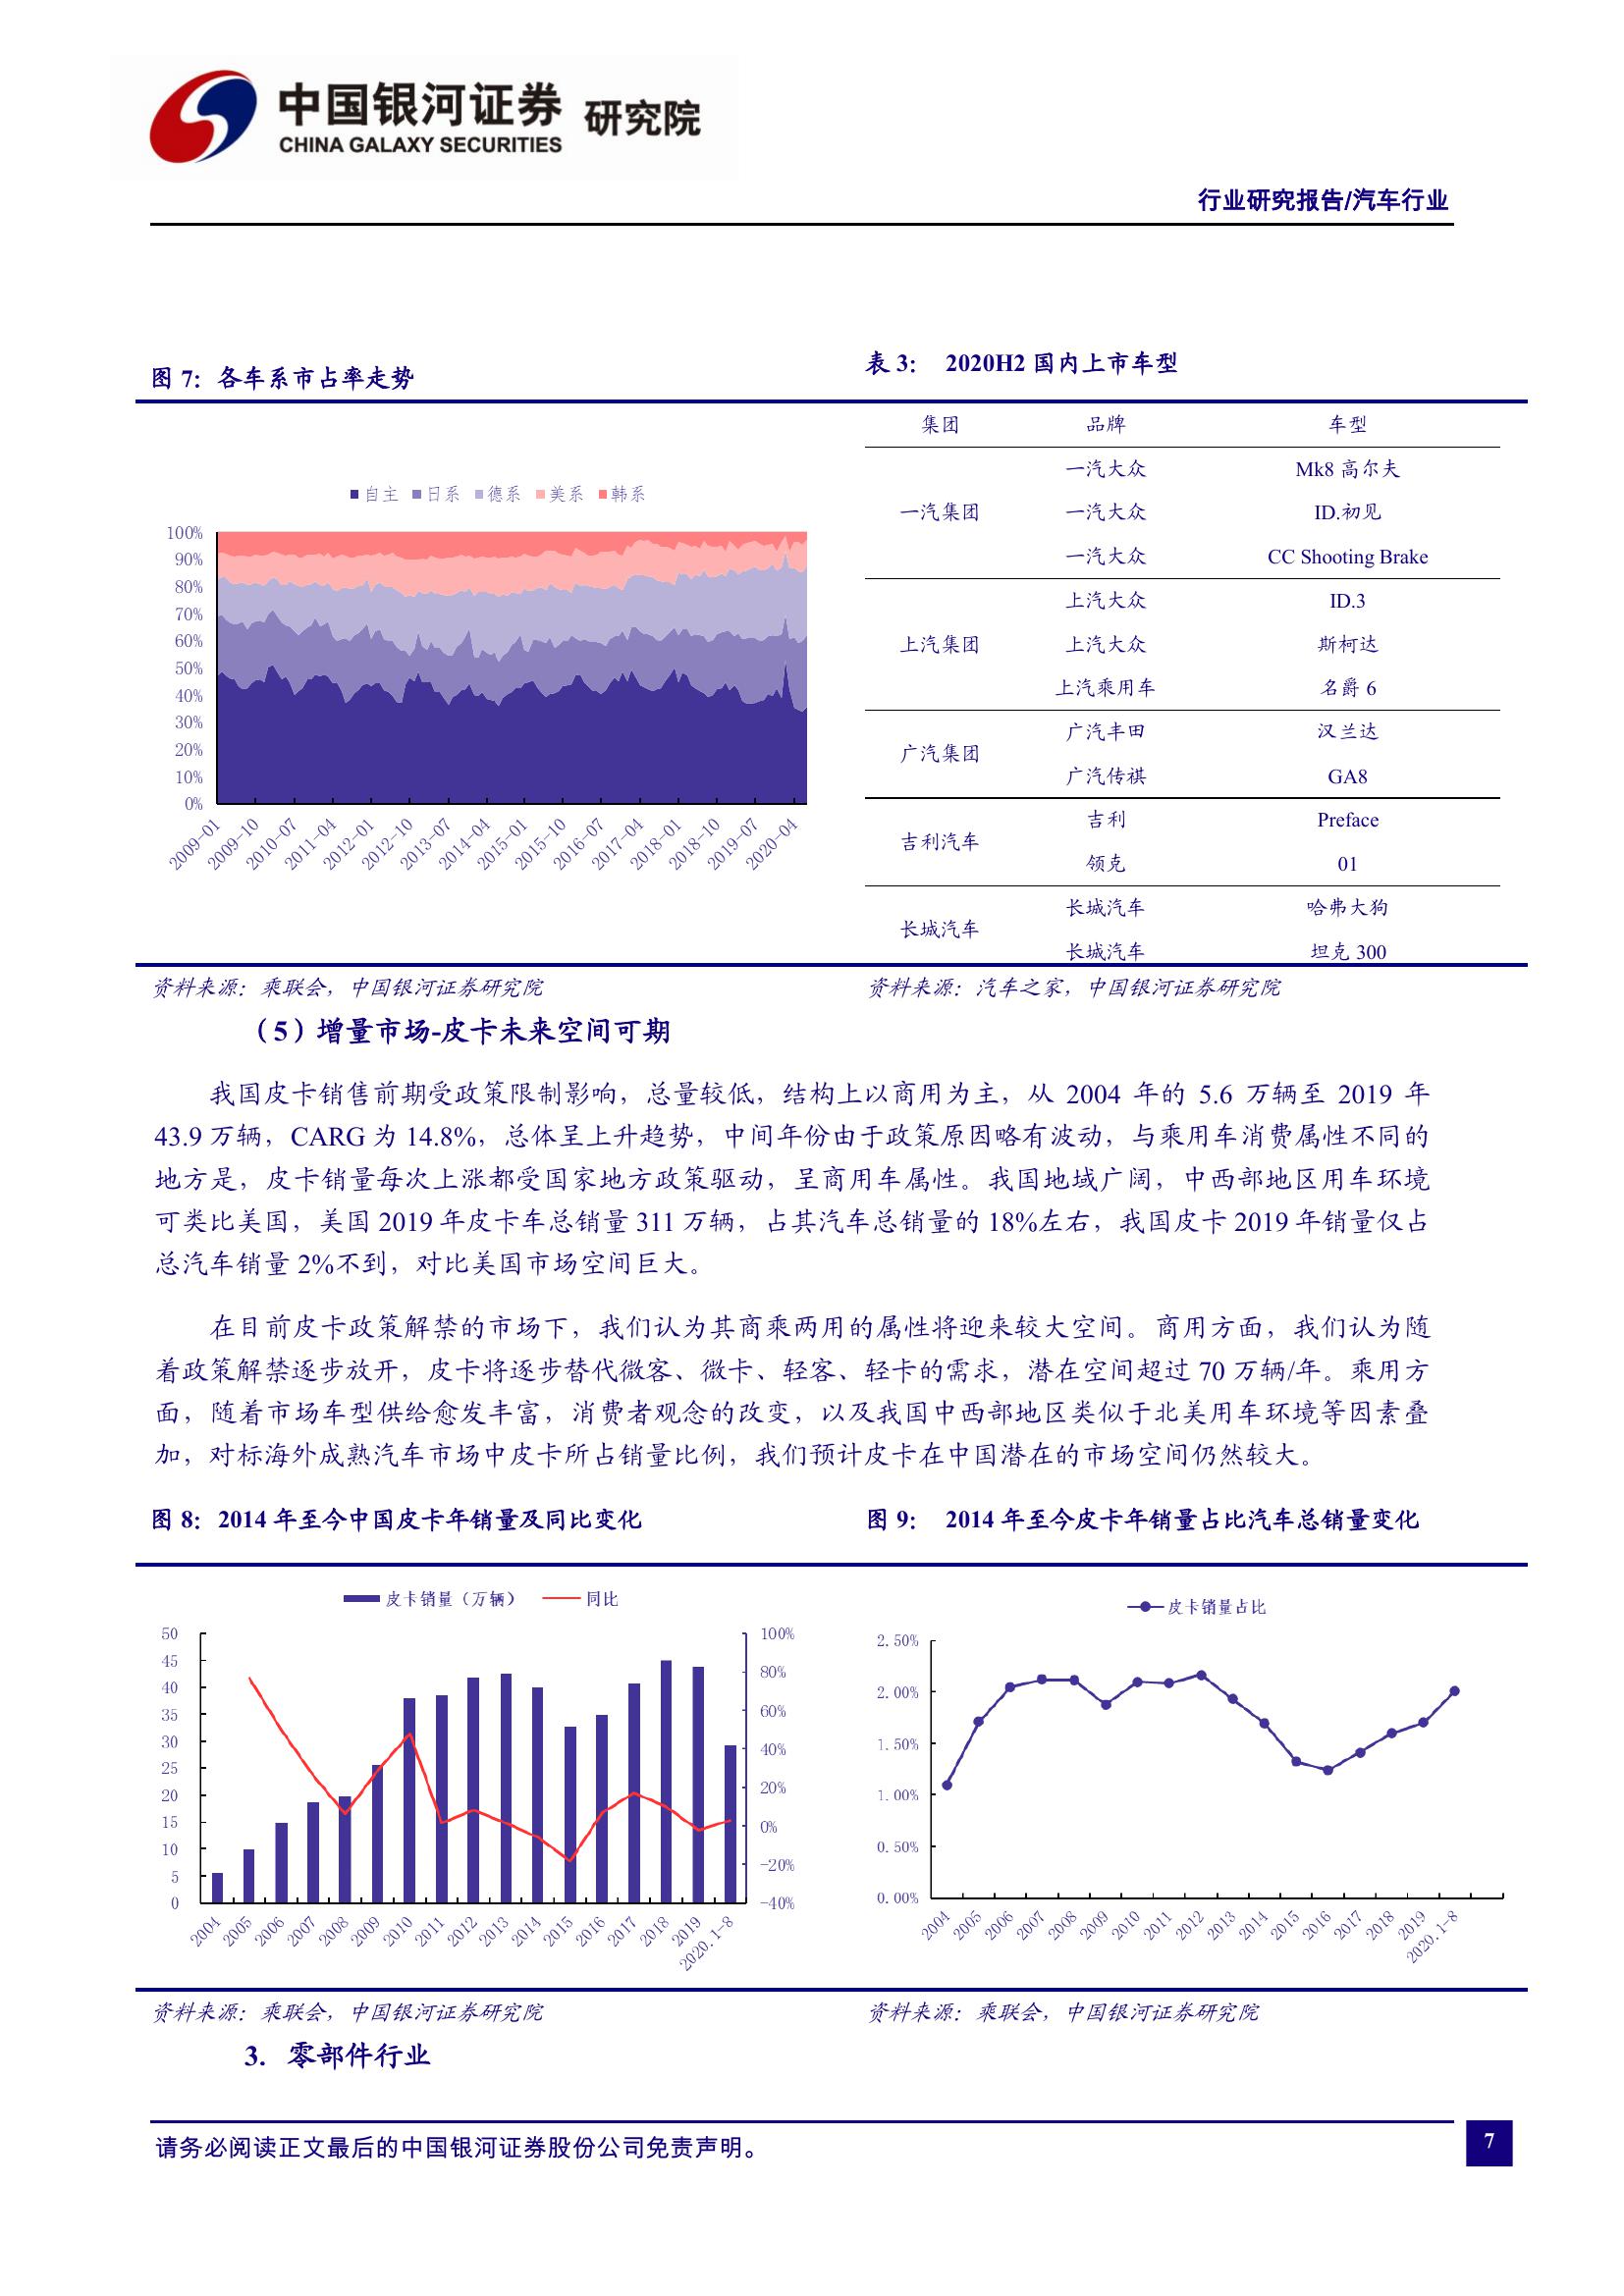 中国银河证券 研究院
CHINA GALAXY SECURITIES
行业研究报告/汽车行业
图 7：各车系市占率走势
自主 日系 德系 美系 韩系
100%
90%
80%
70%
60%
50%
40%
30%
20%
10%
0%
2009-01 2009-10 2010-07 2011-04 2012-01 2012-10 2013-07 2014-04 2015-01 2015-10 2016-07 2017-04 2018-01 2018-10 2019-07 2020-04
表 3： 2020H2 国内上市车型
集团 品牌 车型
一汽大众 Mk8 高尔夫
一汽集团 一汽大众 ID.初见
一汽大众 CC Shooting Brake
上汽大众 ID.3
上汽集团 上汽大众 斯柯达
上汽乘用车 名爵 6
广汽集团
广汽丰田 汉兰达
广汽传祺 GA8
吉利汽车
吉利 Preface
领克 01
长城汽车
长城汽车 哈弗大狗
长城汽车 坦克 300
资料来源：乘联会，中国银河证券研究院
资料来源：汽车之家，中国银河证券研究院
（5）增量市场-皮卡未来空间可期
我国皮卡销售前期受政策限制影响，总量较低，结构上以商用为主，从 2004 年的 5.6 万辆至 2019 年
43.9 万辆，CARG 为 14.8%，总体呈上升趋势，中间年份由于政策原因略有波动，与乘用车消费属性不同的
地方是，皮卡销量每次上涨都受国家地方政策驱动，呈商用车属性。我国地域广阔，中西部地区用车环境
可类比美国，美国 2019 年皮卡车总销量 311 万辆，占其汽车总销量的 18%左右，我国皮卡 2019 年销量仅占
总汽车销量 2%不到，对比美国市场空间巨大。
在目前皮卡政策解禁的市场下，我们认为其商乘两用的属性将迎来较大空间。商用方面，我们认为随
着政策解禁逐步放开，皮卡将逐步替代微客、微卡、轻客、轻卡的需求，潜在空间超过 70 万辆/年。乘用方
面，随着市场车型供给愈发丰富，消费者观念的改变，以及我国中西部地区类似于北美用车环境等因素叠
加，对标海外成熟汽车市场中皮卡所占销量比例，我们预计皮卡在中国潜在的市场空间仍然较大。
图 8：2014 年至今中国皮卡年销量及同比变化
皮卡销量（万辆） 同比
50
45
40
35
30
25
20
15
10
5
0
100%
80%
60%
40%
20%
0%
-20%
-40%
2004 2005 2006 2007 2008 2009 2010 2011 2012 2013 2014 2015 2016 2017 2018 2019 2020.1-8
图 9： 2014 年至今皮卡年销量占比汽车总销量变化
皮卡销量占比
2.50%
2.00%
1.50%
1.00%
0.50%
0.00%
2004 2005 2006 2007 2008 2009 2010 2011 2012 2013 2014 2015 2016 2017 2018 2019 2020.1-8
资料来源：乘联会，中国银河证券研究院
资料来源：乘联会，中国银河证券研究院
3. 零部件行业
请务必阅读正文最后的中国银河证券股份公司免责声明。
7